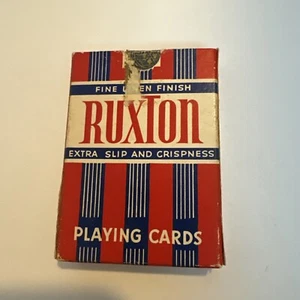 FINE LINEN FINISH
RUXTON
EXTRA SLIP AND CRISPNESS
PLAYING CARDS